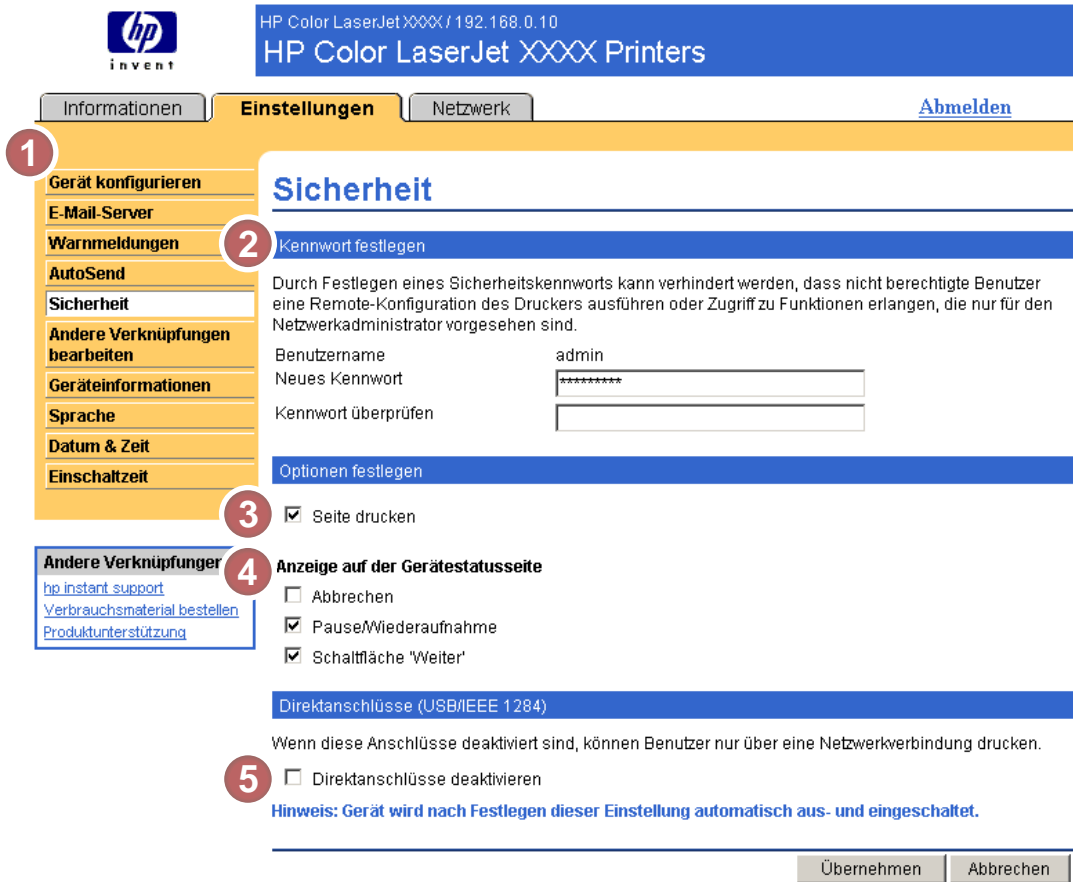 hp
invent
HP Color LaserJet XXXX / 192.168.0.10
HP Color LaserJet XXXX Printers
Informationen
Einstellungen
Netzwerk
Abmelden
1
Gerät konfigurieren
E-Mail-Server
Warnmeldungen
AutoSend
Sicherheit
Andere Verknüpfungen
bearbeiten
Geräteinformationen
Sprache
Datum & Zeit
Einschaltzeit
Andere Verknüpfungen
hp instant support
Verbrauchsmaterial bestellen
Produktunterstützung
Sicherheit
2
Kennwort festlegen
Durch Festlegen eines Sicherheitskennworts kann verhindert werden, dass nicht berechtigte Benutzer
eine Remote-Konfiguration des Druckers ausführen oder Zugriff zu Funktionen erlangen, die nur für den
Netzwerkadministrator vorgesehen sind.
Benutzername admin
Neues Kennwort *********
Kennwort überprüfen
Optionen festlegen
3
Seite drucken
4
Anzeige auf der Gerätestatusseite
Abbrechen
Pause/Wiederaufnahme
Schaltfläche 'Weiter'
Direktanschlüsse (USB/IEEE 1284)
Wenn diese Anschlüsse deaktiviert sind, können Benutzer nur über eine Netzwerkverbindung drucken.
5
Direktanschlüsse deaktivieren
Hinweis: Gerät wird nach Festlegen dieser Einstellung automatisch aus- und eingeschaltet.
Übernehmen
Abbrechen